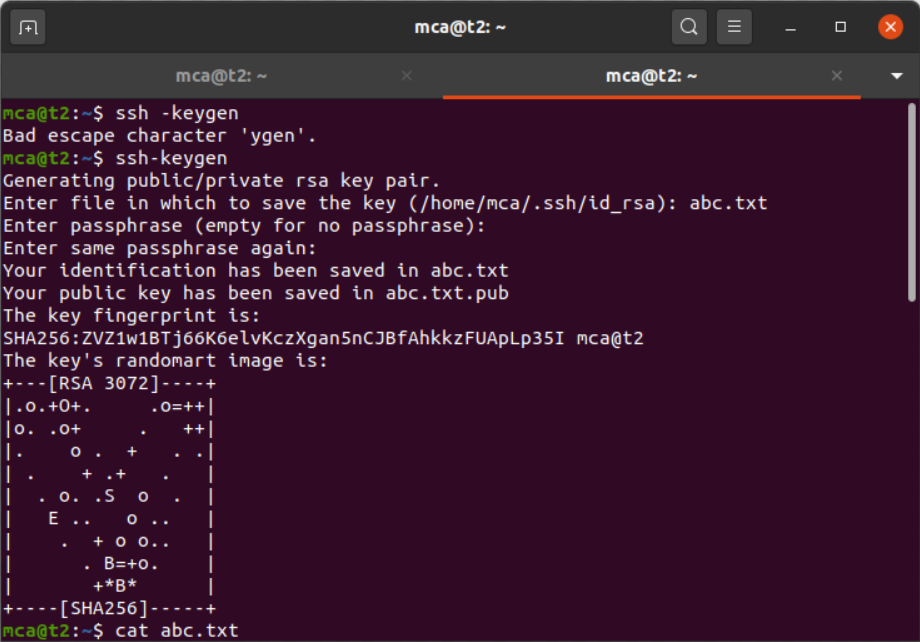 mca@t2: ~
mca@t2: ~
mca@t2: ~
mca@t2:~$ ssh -keygen
Bad escape character 'ygen'.
mca@t2:~$ ssh-keygen
Generating public/private rsa key pair.
Enter file in which to save the key (/home/mca/.ssh/id_rsa): abc.txt
Enter passphrase (empty for no passphrase):
Enter same passphrase again:
Your identification has been saved in abc.txt
Your public key has been saved in abc.txt.pub
The key fingerprint is:
SHA256:ZVZ1w1BTj66K6elvKczXgan5nCJBfAhkkzFUApLp35I mca@t2
The key's randomart image is:
+---[RSA 3072]----+
|.o.+O+.     .o=++|
|o. .o+      .  ++|
|.    o .  +   . .|
| .    + .+   .   |
|  . o. .S  o  .  |
|   E ..   o ..   |
|    .  + o o..   |
|      . B=+o.    |
|       +*B*      |
+----[SHA256]-----+
mca@t2:~$ cat abc.txt